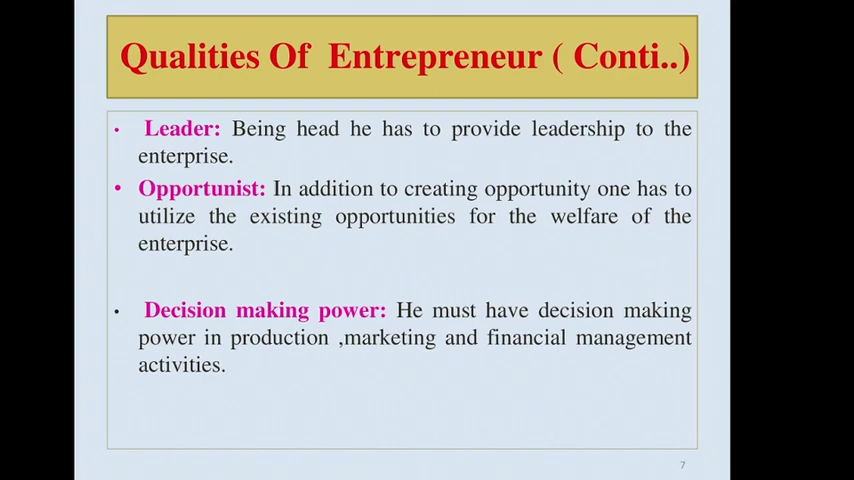 Qualities Of Entrepreneur ( Conti..)
• Leader: Being head he has to provide leadership to the
enterprise.
• Opportunist: In addition to creating opportunity one has to
utilize the existing opportunities for the welfare of the
enterprise.
• Decision making power: He must have decision making
power in production ,marketing and financial management
activities.
7